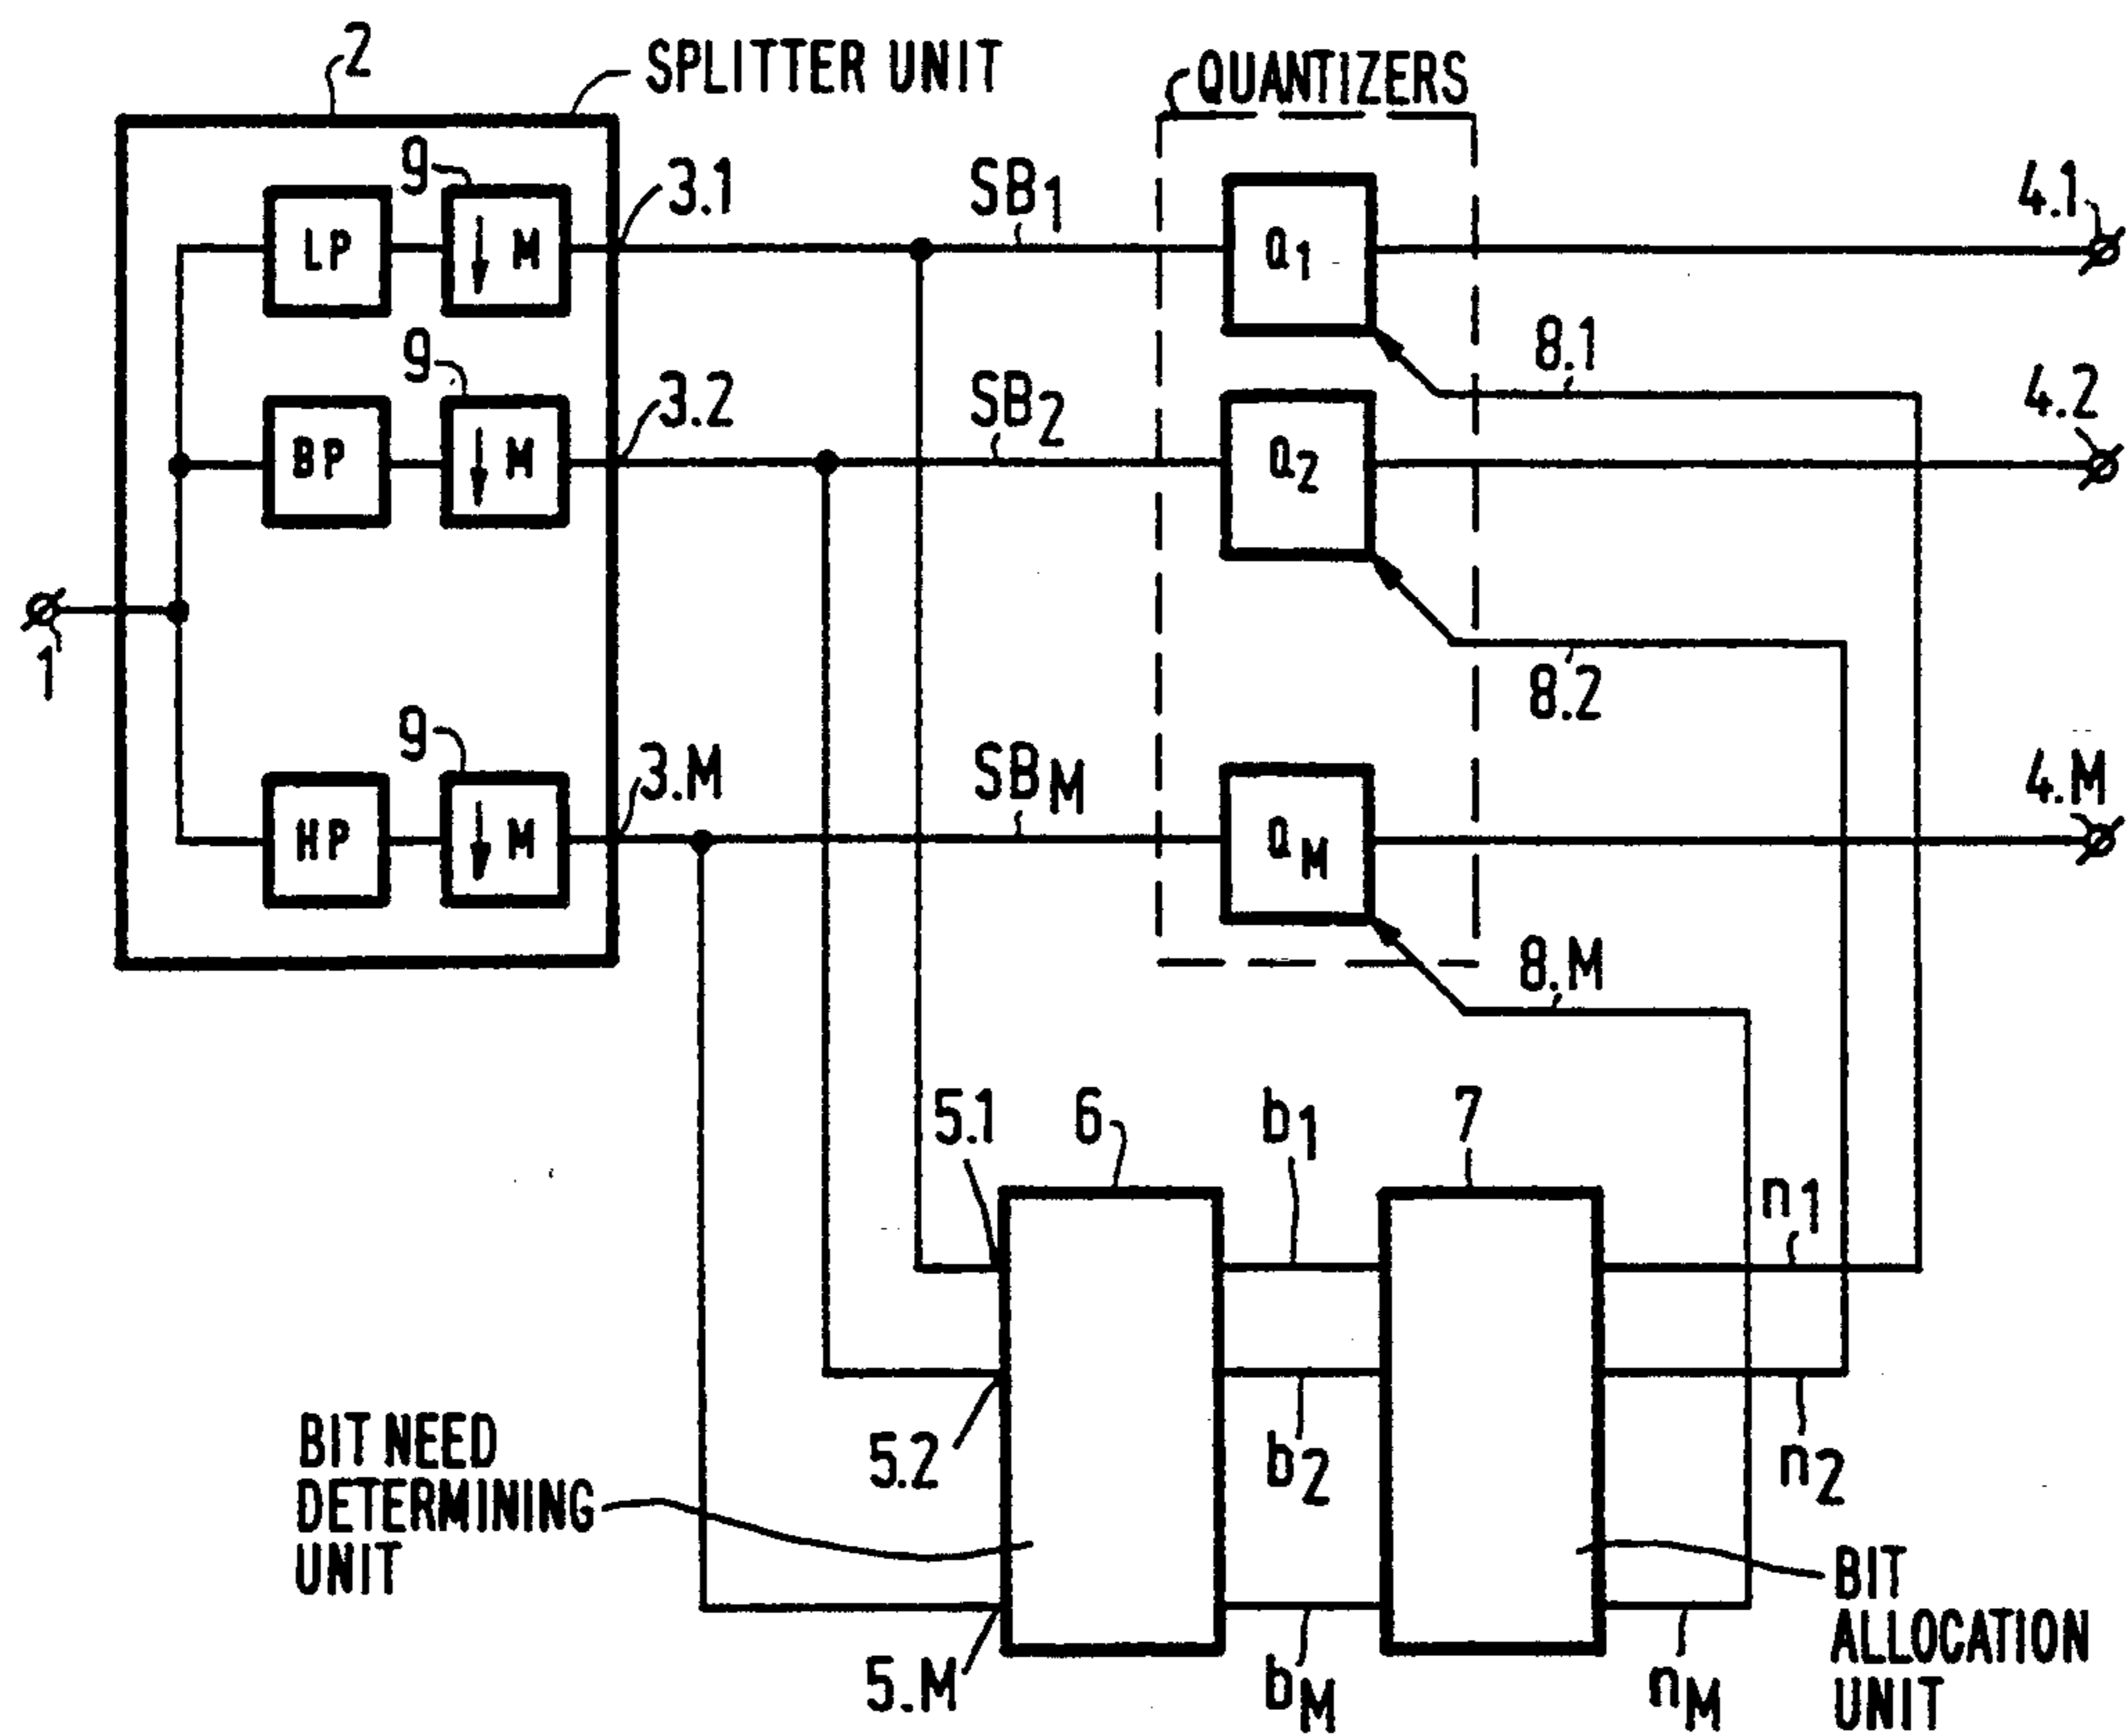 2
SPLITTER UNIT
QUANTIZERS
9
LP
↓ M
3.1
SB1
Q1
4.1
9
BP
↓ M
3.2
SB2
Q2
8.1
4.2
1
8.2
9
HP
↓ M
3.M
SBM
QM
4.M
8.M
5.1
6
b1
7
n1
BIT NEED
DETERMINING
UNIT
5.2
b2
n2
5.M
bM
nM
BIT
ALLOCATION
UNIT